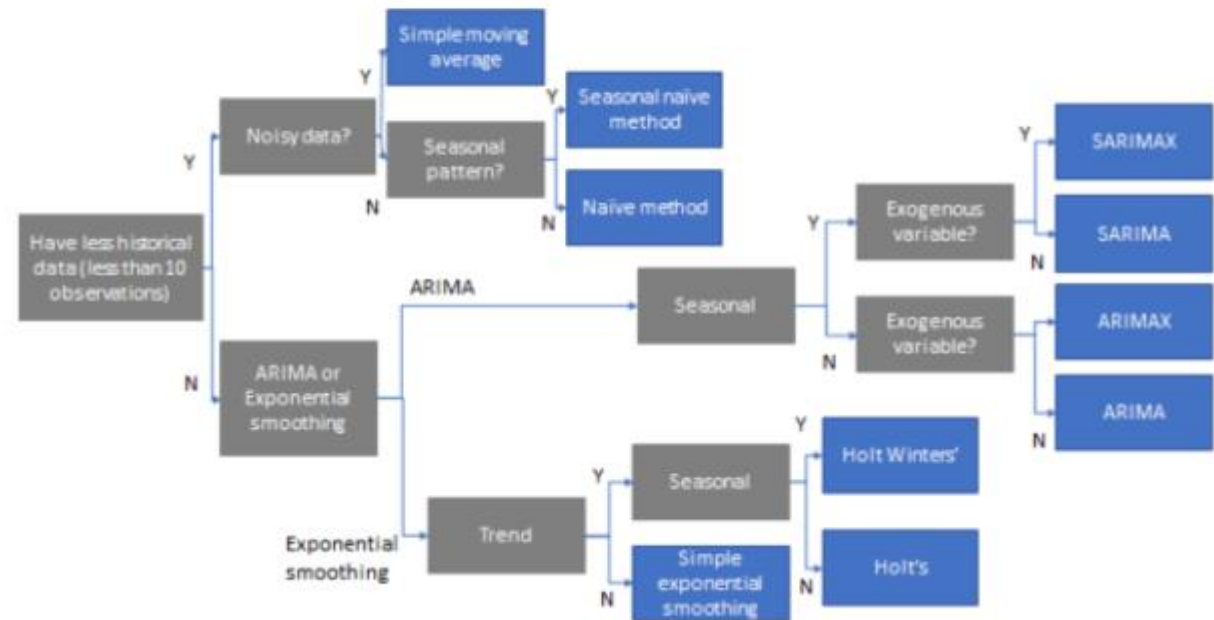 Simple moving
average
Y
Y
Seasonal naïve
method
Noisy data?
Y
Seasonal
pattern?
N
Naïve method
N
Have less historical
data (less than 10
observations)
N
ARIMA or
Exponential
smoothing
ARIMA
Seasonal
Y
Exogenous
variable?
Y
SARIMAX
SARIMA
N
N
Exogenous
variable?
Y
ARIMAX
ARIMA
N
Exponential
smoothing
Trend
Y
Seasonal
Y
Holt Winters'
N
Holt's
N
Simple
exponential
smoothing